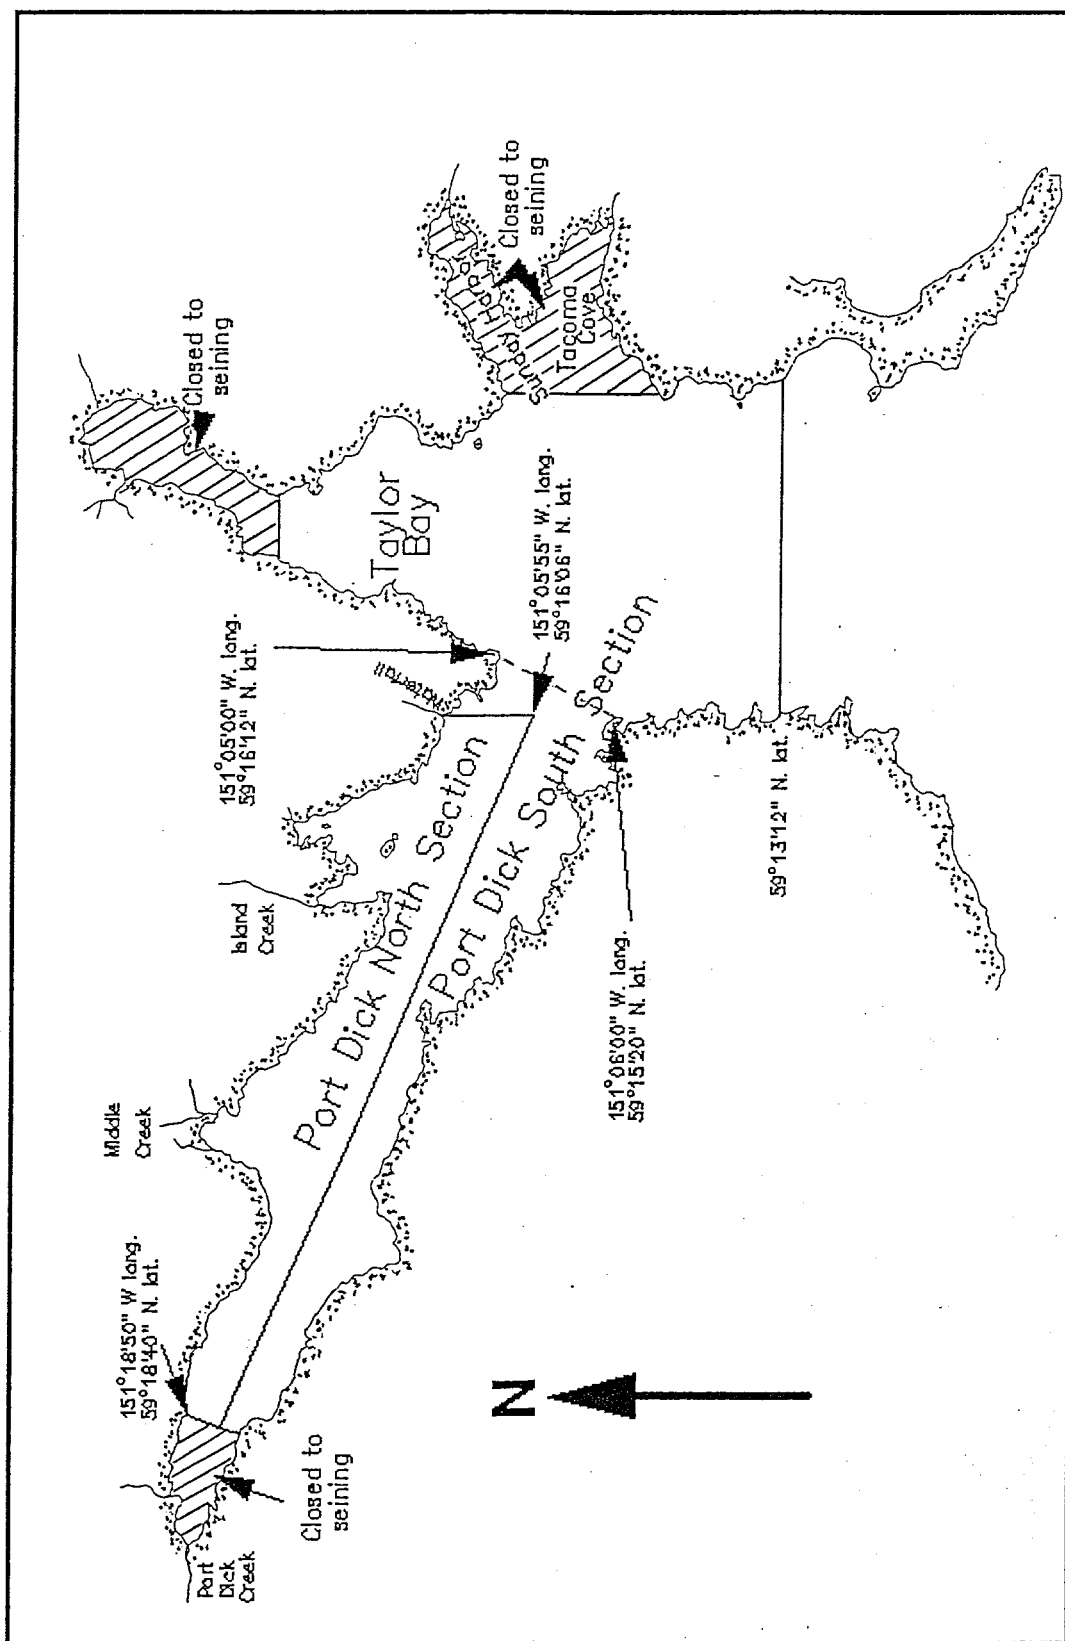 Middle
Creek
151°18'50" W long.
59°18'40" N. lat.
Port
Dick
Creek
Closed to
seining
Island
Creek
151°05'00" W. long.
59°16'12" N. lat.
Waterfall
Closed to
seining
Taylor
Bay
Port Dick North Section
Port Dick South Section
151°05'55" W. long.
59°16'06" N. lat.
Sunday Harbor
Closed to
seining
Tacoma
Cove
N
151°06'00" W. long.
59°15'20" N. lat.
59°13'12" N. lat.